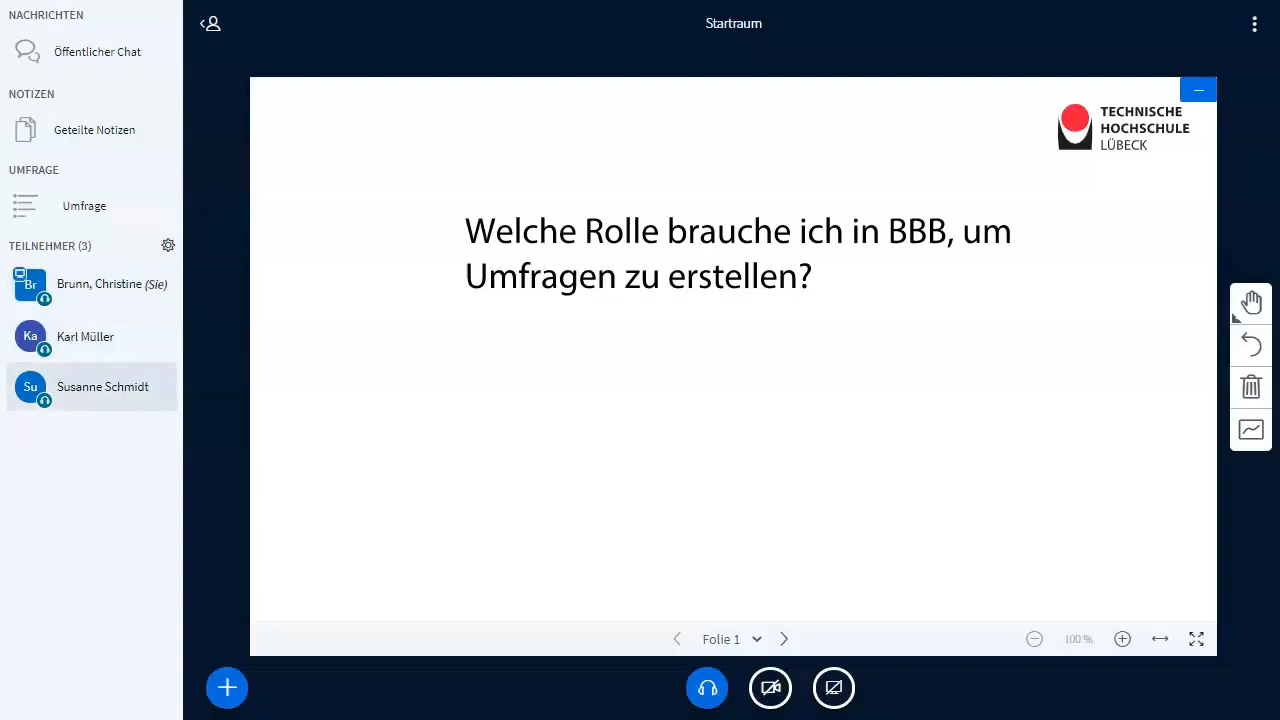 NACHRICHTEN
Öffentlicher Chat
NOTIZEN
Geteilte Notizen
UMFRAGE
Umfrage
TEILNEHMER (3)
Br
Brunn, Christine (Sie)
Ka
Karl Müller
Su
Susanne Schmidt
Startraum
TECHNISCHE
HOCHSCHULE
LÜBECK
Welche Rolle brauche ich in BBB, um
Umfragen zu erstellen?
Folie 1
100 %